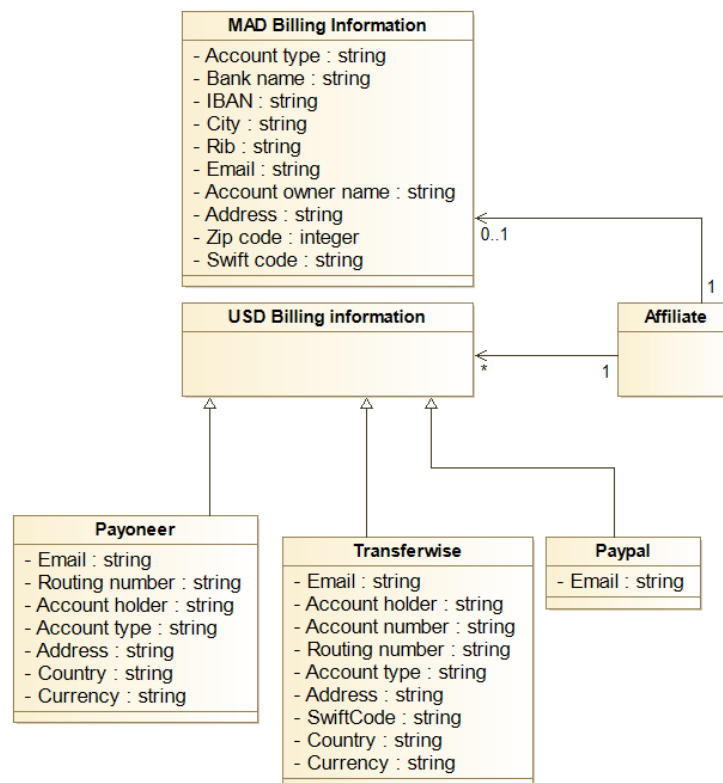 MAD Billing Information
- Account type : string
- Bank name : string
- IBAN : string
- City : string
- Rib : string
- Email : string
- Account owner name : string
- Address : string
- Zip code : integer
- Swift code : string
0..1
1
USD Billing information
Affiliate
*
1
Payoneer
- Email : string
- Routing number : string
- Account holder : string
- Account type : string
- Address : string
- Country : string
- Currency : string
Transferwise
- Email : string
- Account holder : string
- Account number : string
- Routing number : string
- Account type : string
- Address : string
- SwiftCode : string
- Country : string
- Currency : string
Paypal
- Email : string